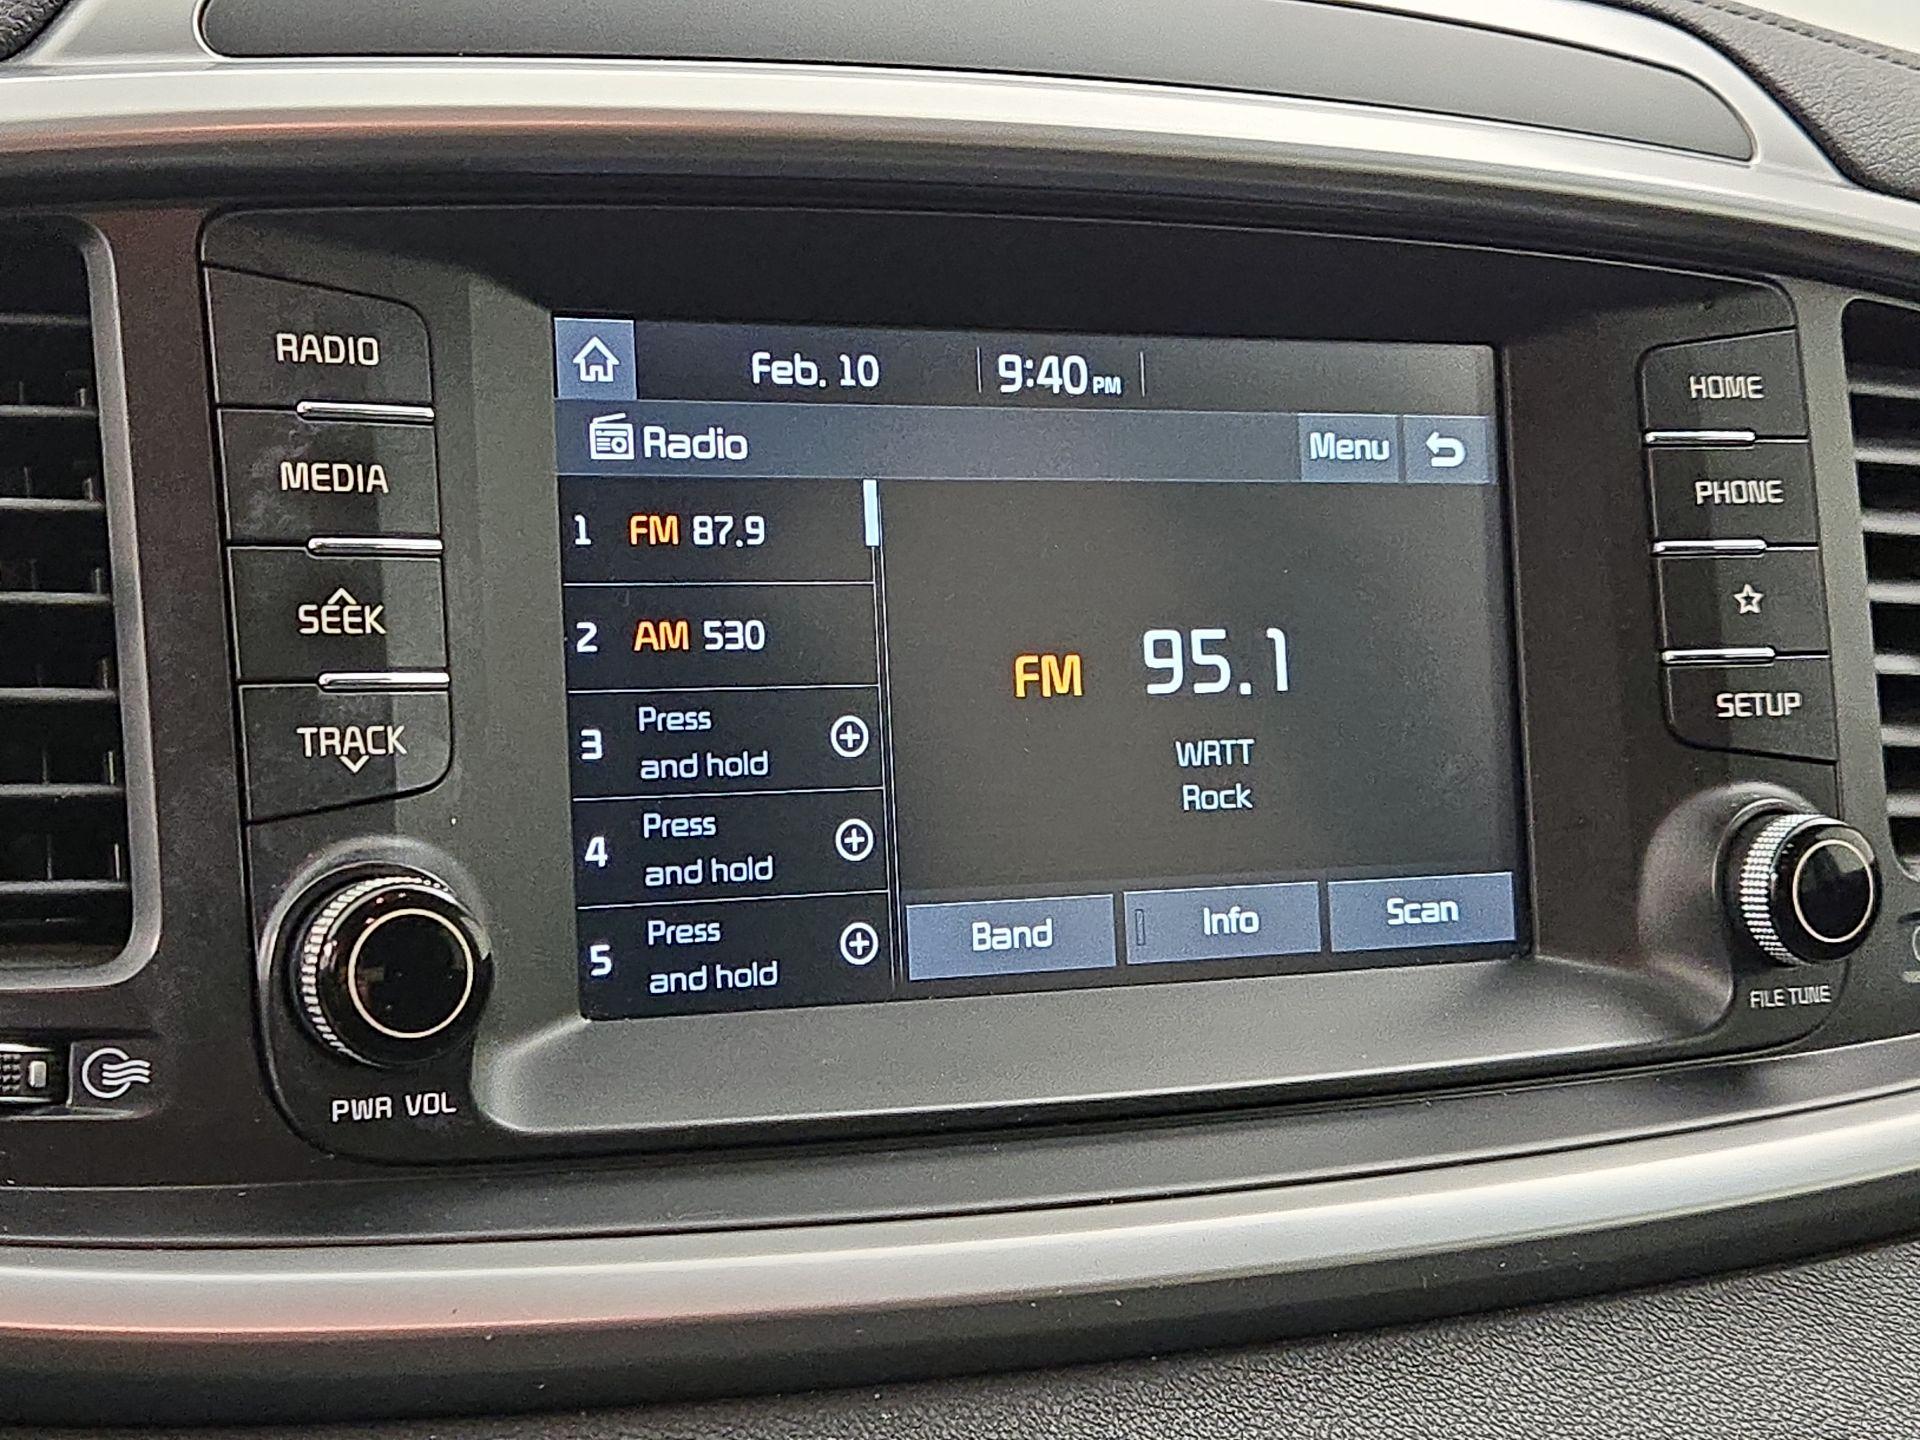 Feb. 10 9:40 PM
Radio Menu
1 FM 87.9
2 AM 530
3 Press
and hold
4 Press
and hold
5 Press
and hold
FM 95.1
WRTT
Rock
Band Info Scan
RADIO
MEDIA
SEEK
TRACK
PWR VOL
HOME
PHONE
SETUP
FILE TUNE